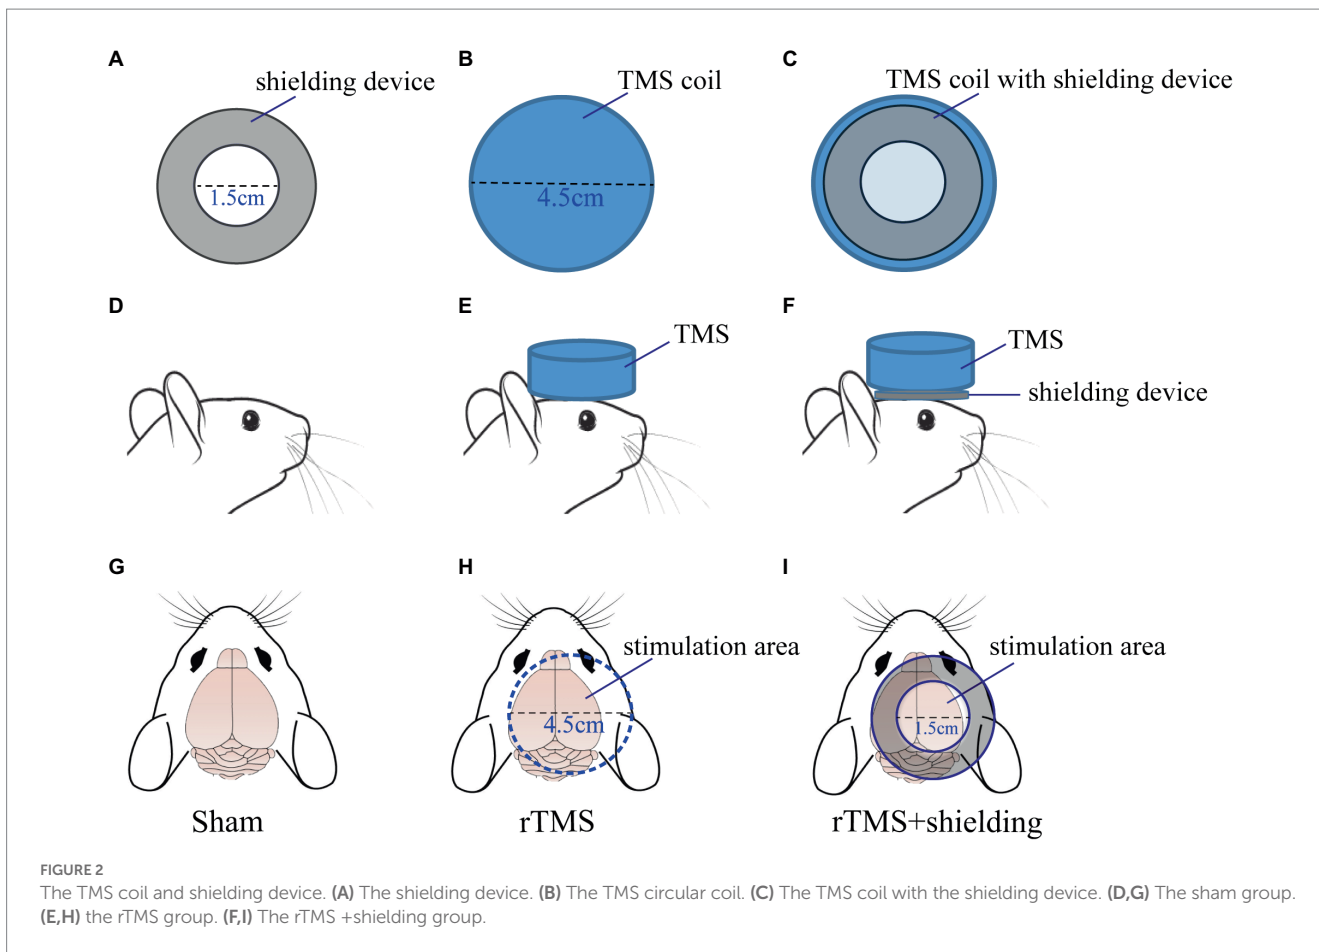 A
shielding device
1.5cm
B
TMS coil
4.5cm
C
TMS coil with shielding device
D
E
TMS
F
TMS
shielding device
G
Sham
H
stimulation area
4.5cm
rTMS
I
stimulation area
1.5cm
rTMS+shielding
FIGURE 2
The TMS coil and shielding device. (A) The shielding device. (B) The TMS circular coil. (C) The TMS coil with the shielding device. (D,G) The sham group.
(E,H) the rTMS group. (F,I) The rTMS +shielding group.